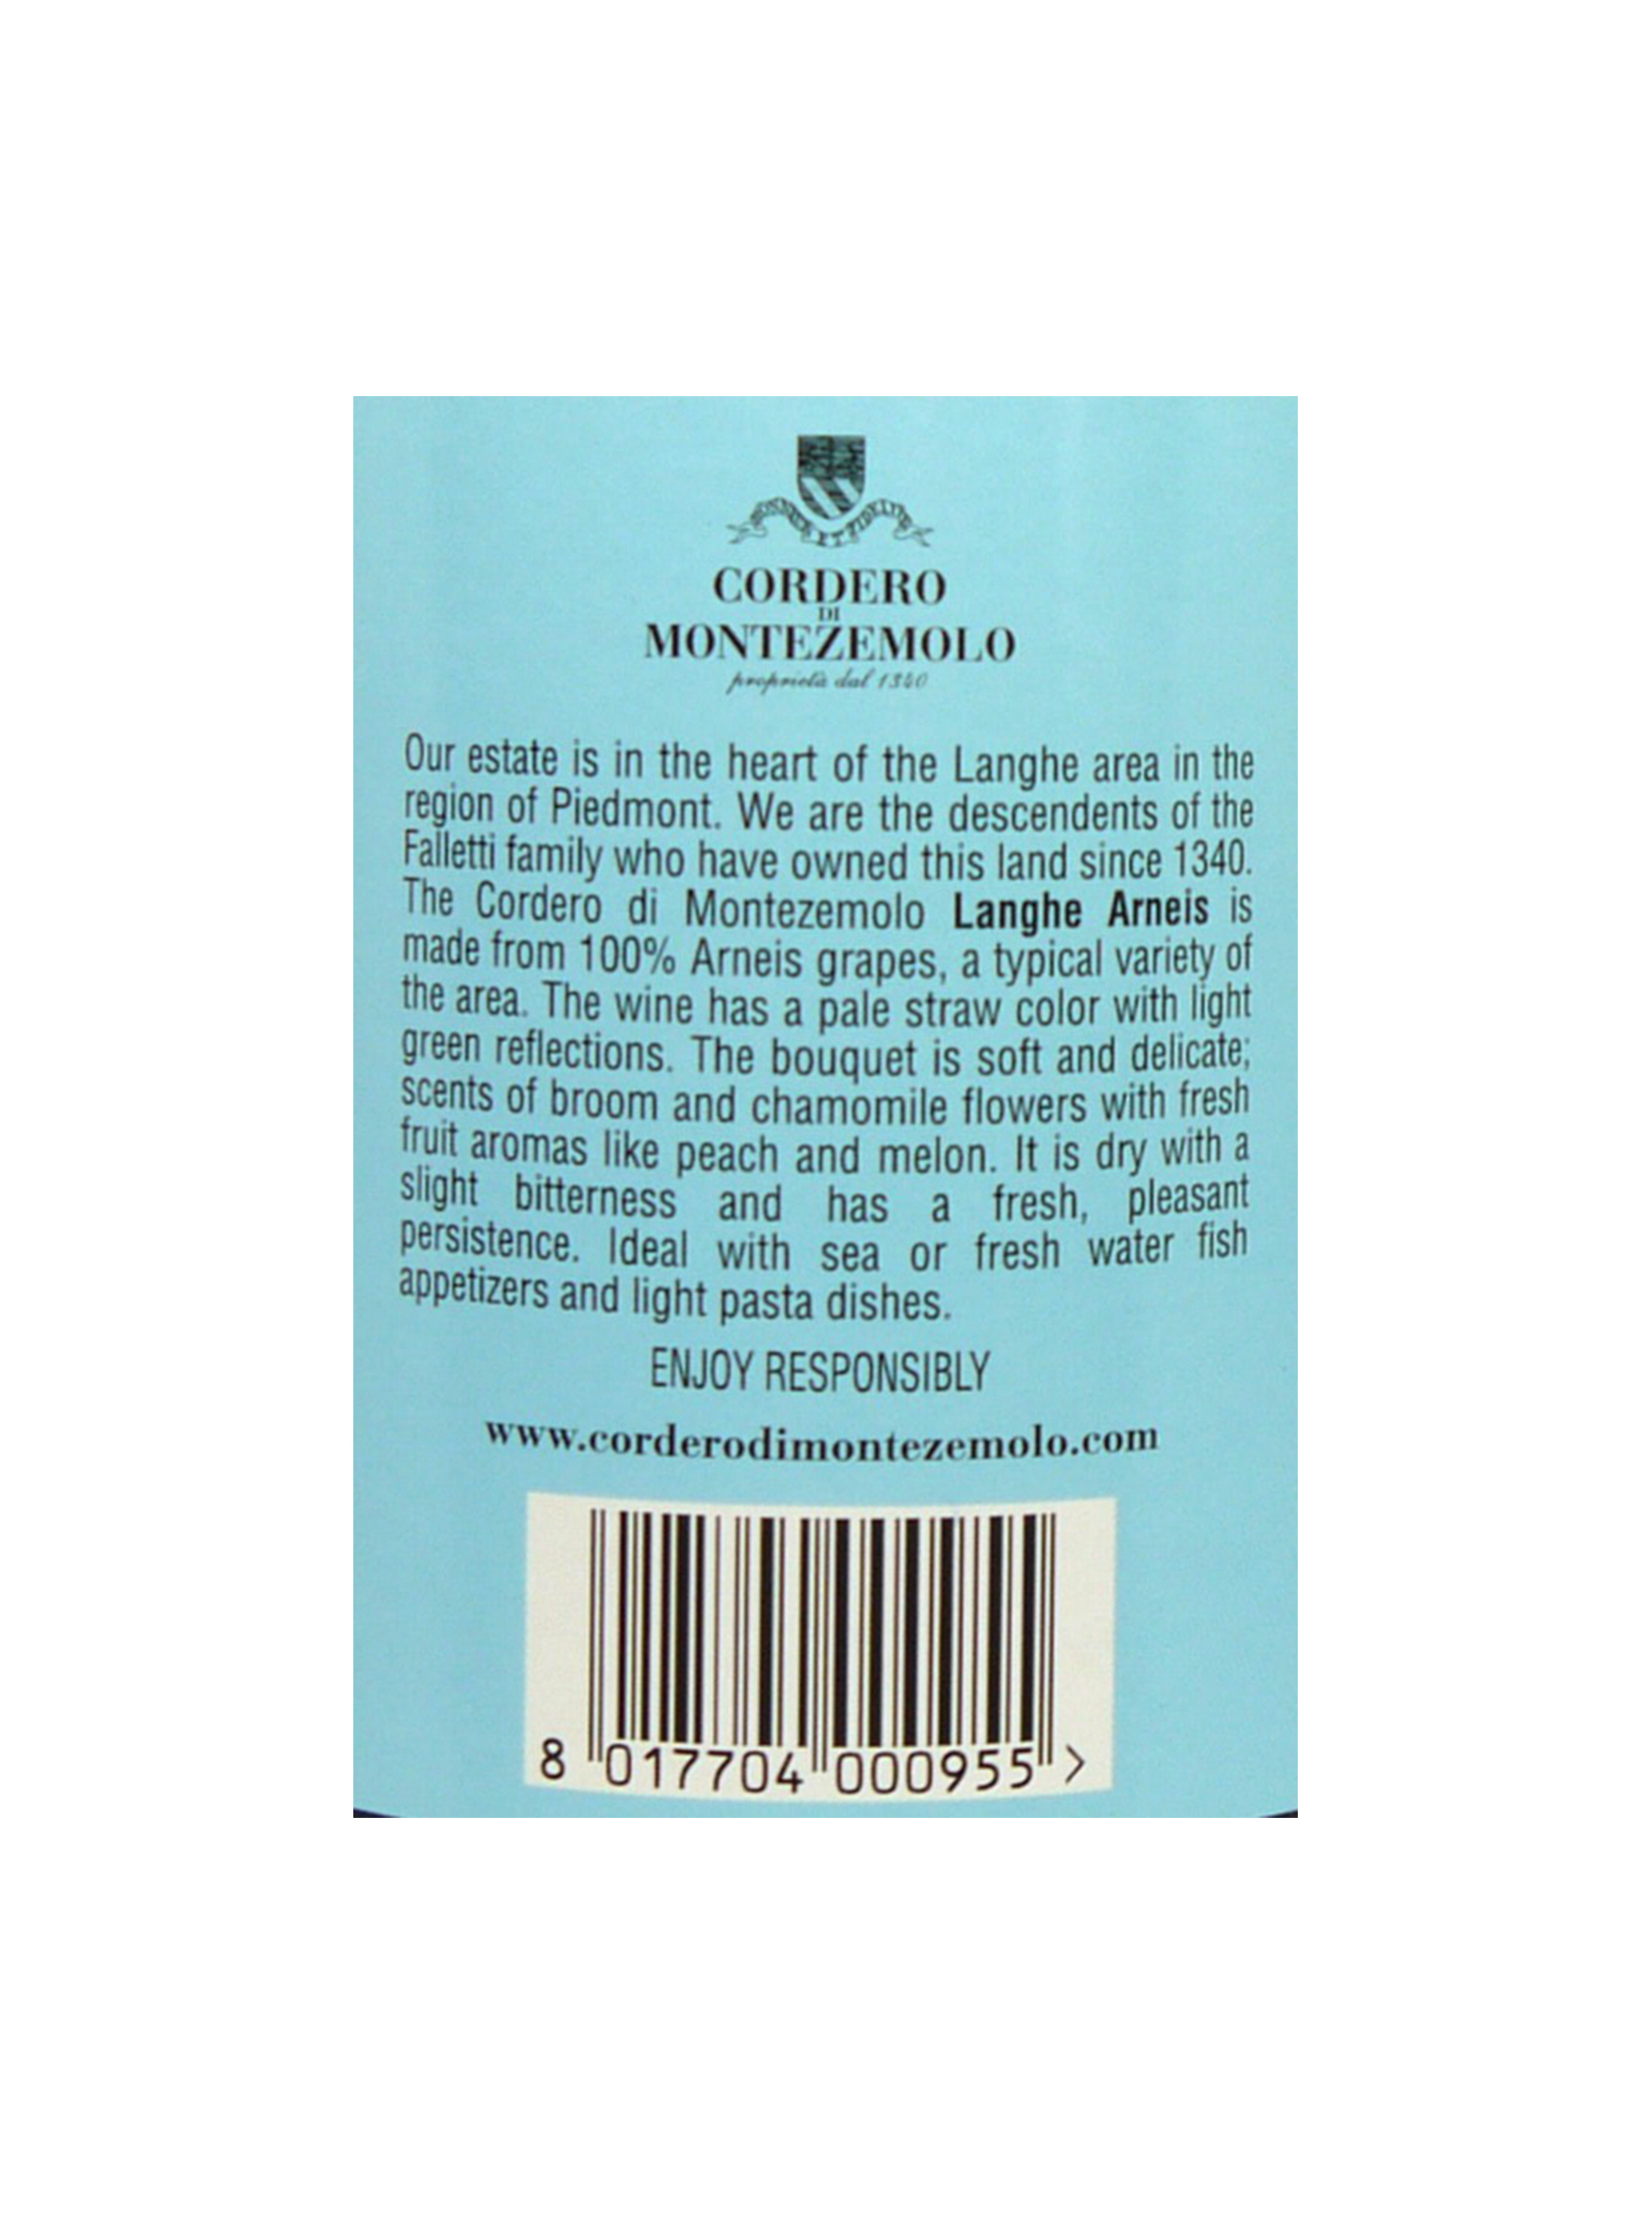 ET
CORDERO
DI
MONTEZEMOLO
proprietà dal 1340
Our estate is in the heart of the Langhe area in the
region of Piedmont. We are the descendents of the
Falletti family who have owned this land since 1340.
The Cordero di Montezemolo Langhe Arneis is
made from 100% Arneis grapes, a typical variety of
the area. The wine has a pale straw color with light
green reflections. The bouquet is soft and delicate;
scents of broom and chamomile flowers with fresh
fruit aromas like peach and melon. It is dry with a
slight bitterness and has a fresh, pleasant
persistence. Ideal with sea or fresh water fish
appetizers and light pasta dishes.
ENJOY RESPONSIBLY
www.corderodimontezemolo.com
8 017704 000955 >